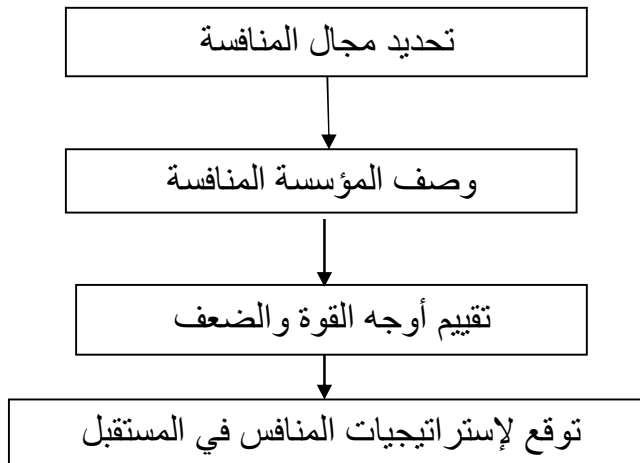 تحديد مجال المنافسة
وصف المؤسسة المنافسة
تقييم أوجه القوة والضعف
توقع لإستراتيجيات المنافس في المستقبل